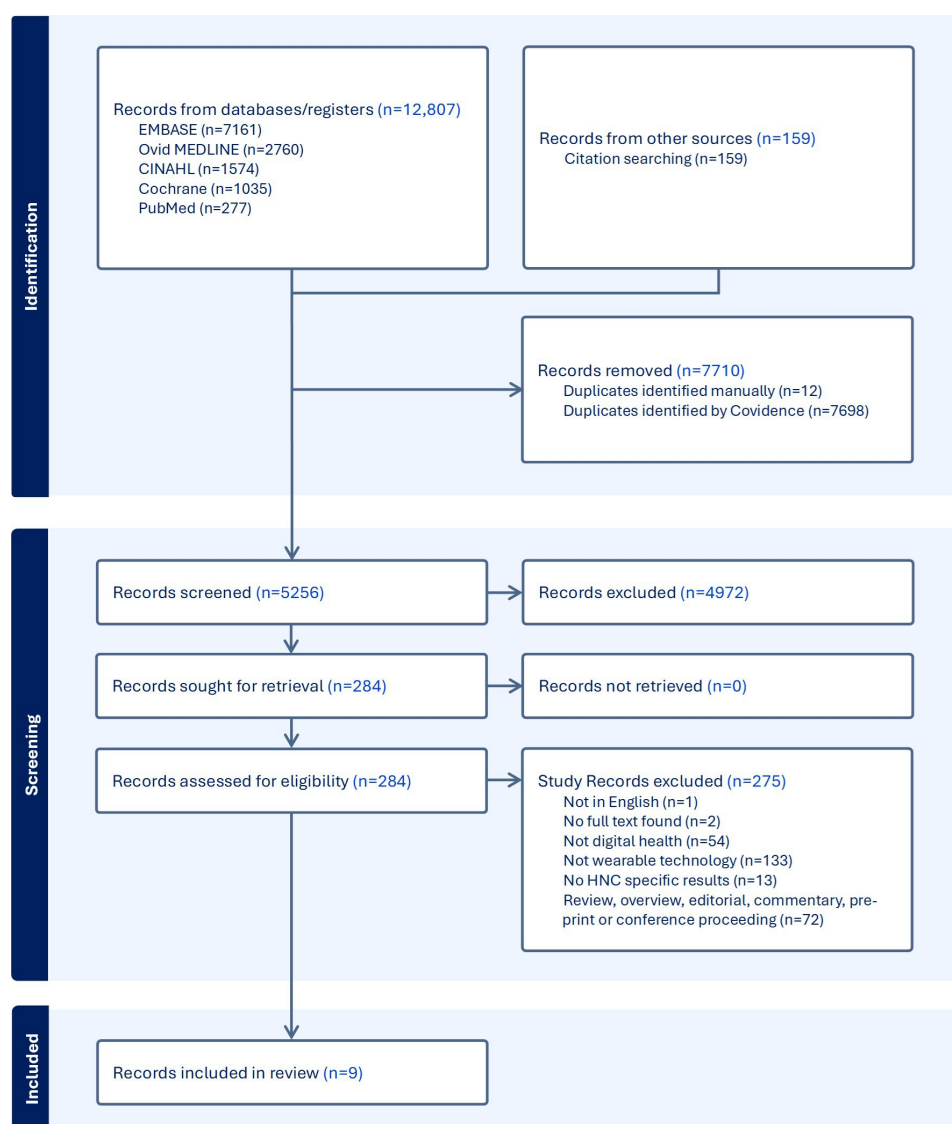 Identification
Records from databases/registers (n=12,807)
EMBASE (n=7161)
Ovid MEDLINE (n=2760)
CINAHL (n=1574)
Cochrane (n=1035)
PubMed (n=277)
Records from other sources (n=159)
Citation searching (n=159)
Records removed (n=7710)
Duplicates identified manually (n=12)
Duplicates identified by Covidence (n=7698)
Screening
Records screened (n=5256)
Records excluded (n=4972)
Records sought for retrieval (n=284)
Records not retrieved (n=0)
Records assessed for eligibility (n=284)
Study Records excluded (n=275)
Not in English (n=1)
No full text found (n=2)
Not digital health (n=54)
Not wearable technology (n=133)
No HNC specific results (n=13)
Review, overview, editorial, commentary, pre-
print or conference proceeding (n=72)
Included
Records included in review (n=9)